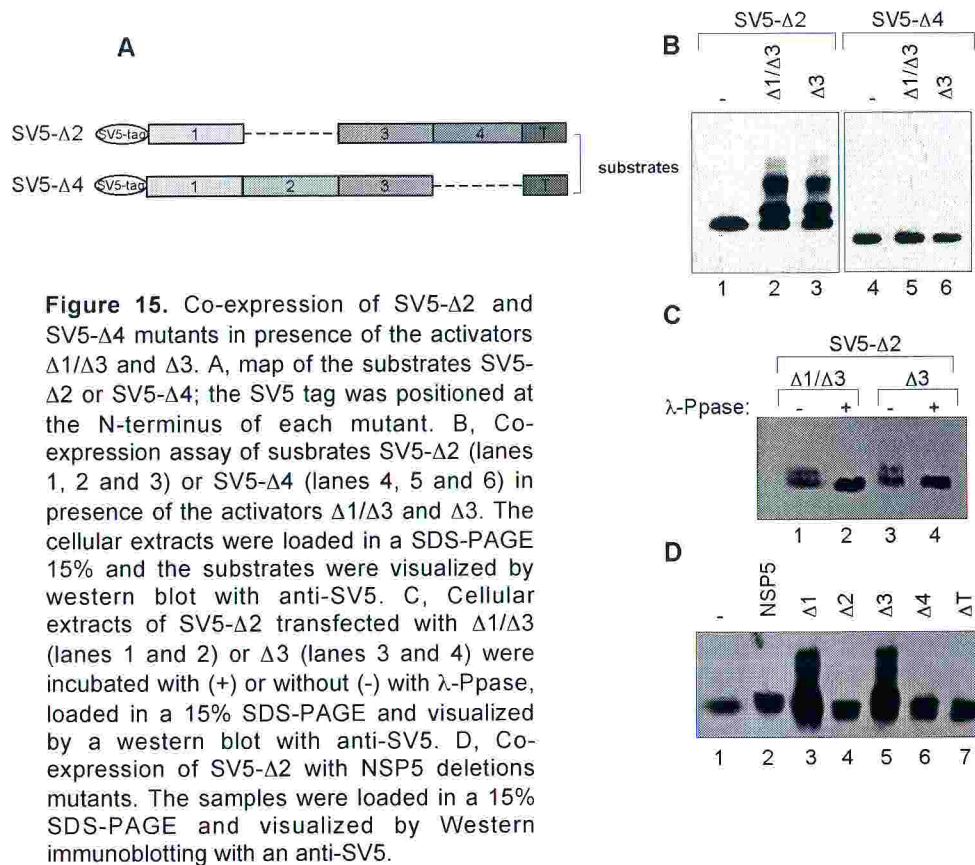 A
SV5-Δ2
SV5-tag 1 3 4 T
SV5-Δ4
SV5-tag 1 2 3 T
substrates
B
SV5-Δ2 SV5-Δ4
- Δ1/Δ3 Δ3 - Δ1/Δ3 Δ3
1 2 3 4 5 6
C
SV5-Δ2
Δ1/Δ3 Δ3
λ-Ppase: - + - +
1 2 3 4
D
- NSP5 Δ1 Δ2 Δ3 Δ4 ΔT
1 2 3 4 5 6 7
Figure 15. Co-expression of SV5-Δ2 and
SV5-Δ4 mutants in presence of the activators
Δ1/Δ3 and Δ3. A, map of the substrates SV5-
Δ2 or SV5-Δ4; the SV5 tag was positioned at
the N-terminus of each mutant. B, Co-
expression assay of susbrates SV5-Δ2 (lanes
1, 2 and 3) or SV5-Δ4 (lanes 4, 5 and 6) in
presence of the activators Δ1/Δ3 and Δ3. The
cellular extracts were loaded in a SDS-PAGE
15% and the substrates were visualized by
western blot with anti-SV5. C, Cellular
extracts of SV5-Δ2 transfected with Δ1/Δ3
(lanes 1 and 2) or Δ3 (lanes 3 and 4) were
incubated with (+) or without (-) with λ-Ppase,
loaded in a 15% SDS-PAGE and visualized
by a western blot with anti-SV5. D, Co-
expression of SV5-Δ2 with NSP5 deletions
mutants. The samples were loaded in a 15%
SDS-PAGE and visualized by Western
immunoblotting with an anti-SV5.